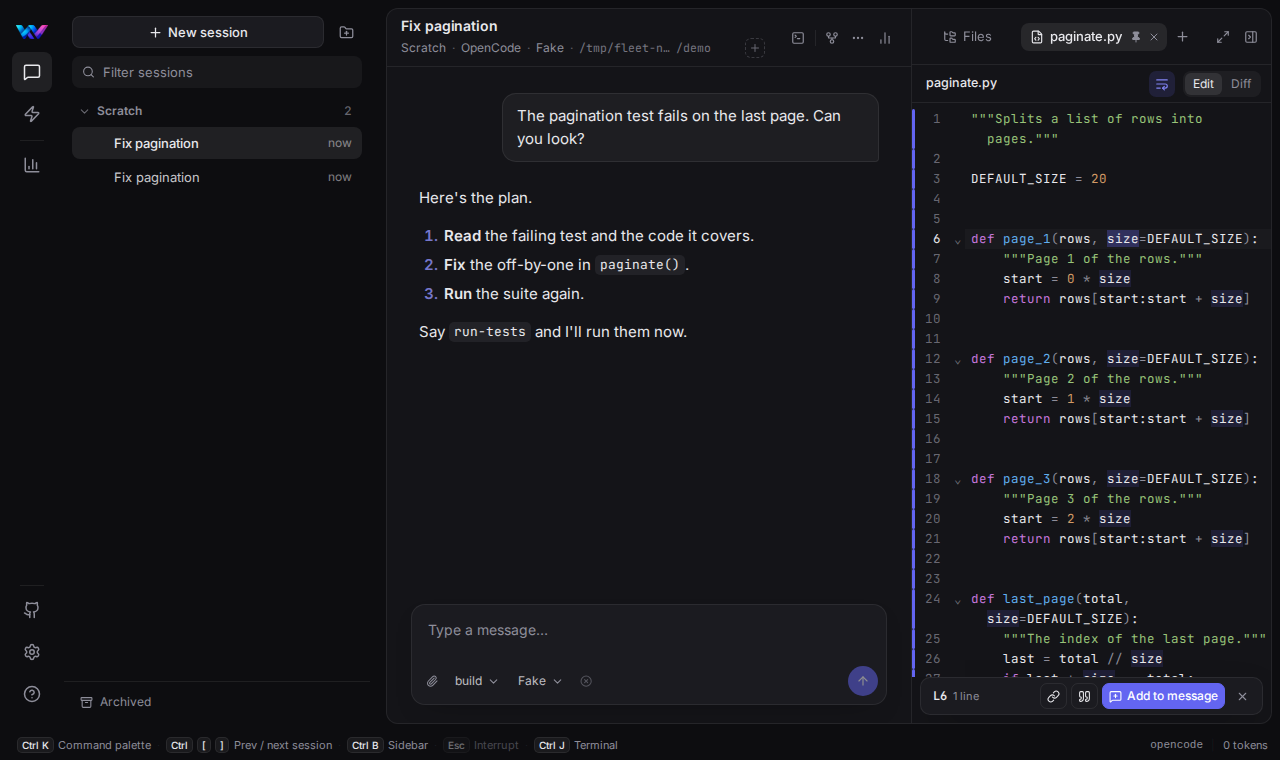 New session
Filter sessions
Scratch 2
Fix pagination now
Fix pagination now
Archived
Fix pagination
Scratch · OpenCode · Fake · /tmp/fleet-n… /demo
The pagination test fails on the last page. Can
you look?
Here's the plan.
1. Read the failing test and the code it covers.
2. Fix the off-by-one in paginate().
3. Run the suite again.
Say run-tests and I'll run them now.
Type a message...
build Fake
Files paginate.py
paginate.py Edit Diff
1 """Splits a list of rows into
pages."""
2
3 DEFAULT_SIZE = 20
4
5
6 def page_1(rows, size=DEFAULT_SIZE):
7 """Page 1 of the rows."""
8 start = 0 * size
9 return rows[start:start + size]
10
11
12 def page_2(rows, size=DEFAULT_SIZE):
13 """Page 2 of the rows."""
14 start = 1 * size
15 return rows[start:start + size]
16
17
18 def page_3(rows, size=DEFAULT_SIZE):
19 """Page 3 of the rows."""
20 start = 2 * size
21 return rows[start:start + size]
22
23
24 def last_page(total,
size=DEFAULT_SIZE):
25 """The index of the last page."""
26 last = total // size
L6 1 line Add to message
Ctrl K Command palette Ctrl [ ] Prev / next session Ctrl B Sidebar Esc Interrupt Ctrl J Terminal opencode 0 tokens